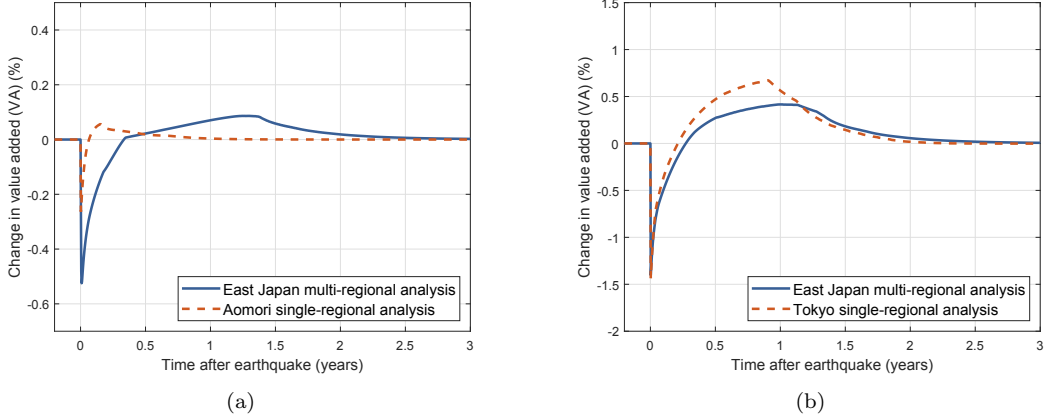 Change in value added (VA) (%)
0.4
0.2
0
-0.2
-0.4
-0.6
East Japan multi-regional analysis
Aomori single-regional analysis
0 0.5 1 1.5 2 2.5 3
Time after earthquake (years)
(a)
Change in value added (VA) (%)
1.5
1
0.5
0
-0.5
-1
-1.5
-2
East Japan multi-regional analysis
Tokyo single-regional analysis
0 0.5 1 1.5 2 2.5 3
Time after earthquake (years)
(b)